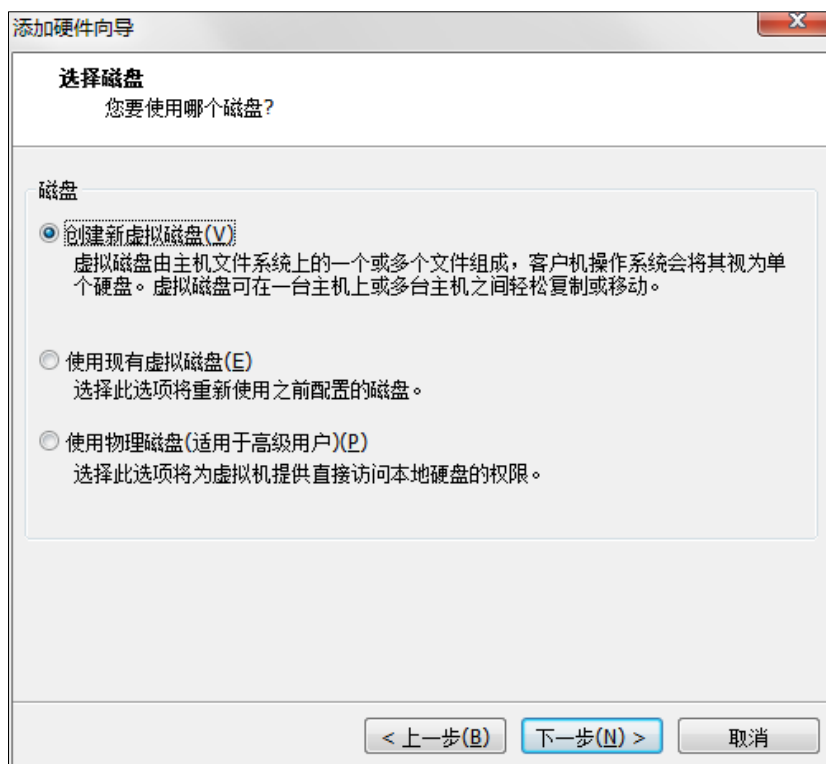 添加硬件向导
选择磁盘
您要使用哪个磁盘?
磁盘
创建新虚拟磁盘(V)
虚拟磁盘由主机文件系统上的一个或多个文件组成，客户机操作系统会将其视为单
个硬盘。虚拟磁盘可在一台主机上或多台主机之间轻松复制或移动。
使用现有虚拟磁盘(E)
选择此选项将重新使用之前配置的磁盘。
使用物理磁盘(适用于高级用户)(P)
选择此选项将为虚拟机提供直接访问本地硬盘的权限。
< 上一步(B) 下一步(N) > 取消